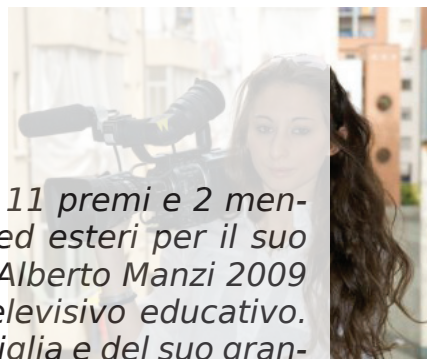 11 premi e 2 men-
ed esteri per il suo
Alberto Manzi 2009
elevisivo educativo.
iglia e del suo gran-